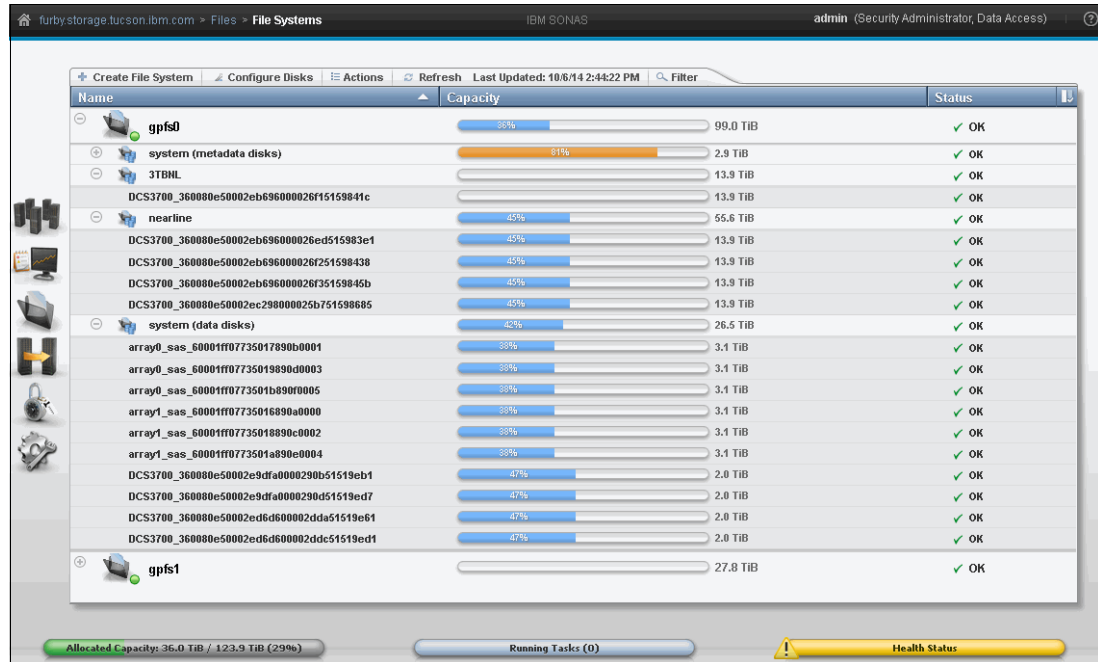 furby.storage.tucson.ibm.com > Files > File Systems IBM SONAS admin (Security Administrator, Data Access) ?
Create File System Configure Disks Actions Refresh Last Updated: 10/6/14 2:44:22 PM Filter
Name Capacity Status
gpfs0 36% 99.0 TiB OK
system (metadata disks) 81% 2.9 TiB OK
3TBNL 13.9 TiB OK
DCS3700_360080e50002eb696000026f15159841c 13.9 TiB OK
nearline 45% 55.6 TiB OK
DCS3700_360080e50002eb696000026ed515983e1 45% 13.9 TiB OK
DCS3700_360080e50002eb696000026f251598438 45% 13.9 TiB OK
DCS3700_360080e50002eb696000026f35159845b 45% 13.9 TiB OK
DCS3700_360080e50002ec298000025b751598685 45% 13.9 TiB OK
system (data disks) 42% 26.5 TiB OK
array0_sas_60001ff07735017890b0001 38% 3.1 TiB OK
array0_sas_60001ff07735019890d0003 38% 3.1 TiB OK
array0_sas_60001ff0773501b890f0005 38% 3.1 TiB OK
array1_sas_60001ff07735016890a0000 38% 3.1 TiB OK
array1_sas_60001ff07735018890c0002 38% 3.1 TiB OK
array1_sas_60001ff0773501a890e0004 38% 3.1 TiB OK
DCS3700_360080e50002e9dfa0000290b51519eb1 47% 2.0 TiB OK
DCS3700_360080e50002e9dfa0000290d51519ed7 47% 2.0 TiB OK
DCS3700_360080e50002ed6d600002dda51519e61 47% 2.0 TiB OK
DCS3700_360080e50002ed6d600002ddc51519ed1 47% 2.0 TiB OK
gpfs1 27.8 TiB OK
Allocated Capacity: 36.0 TiB / 123.9 TiB (29%) Running Tasks (0) Health Status